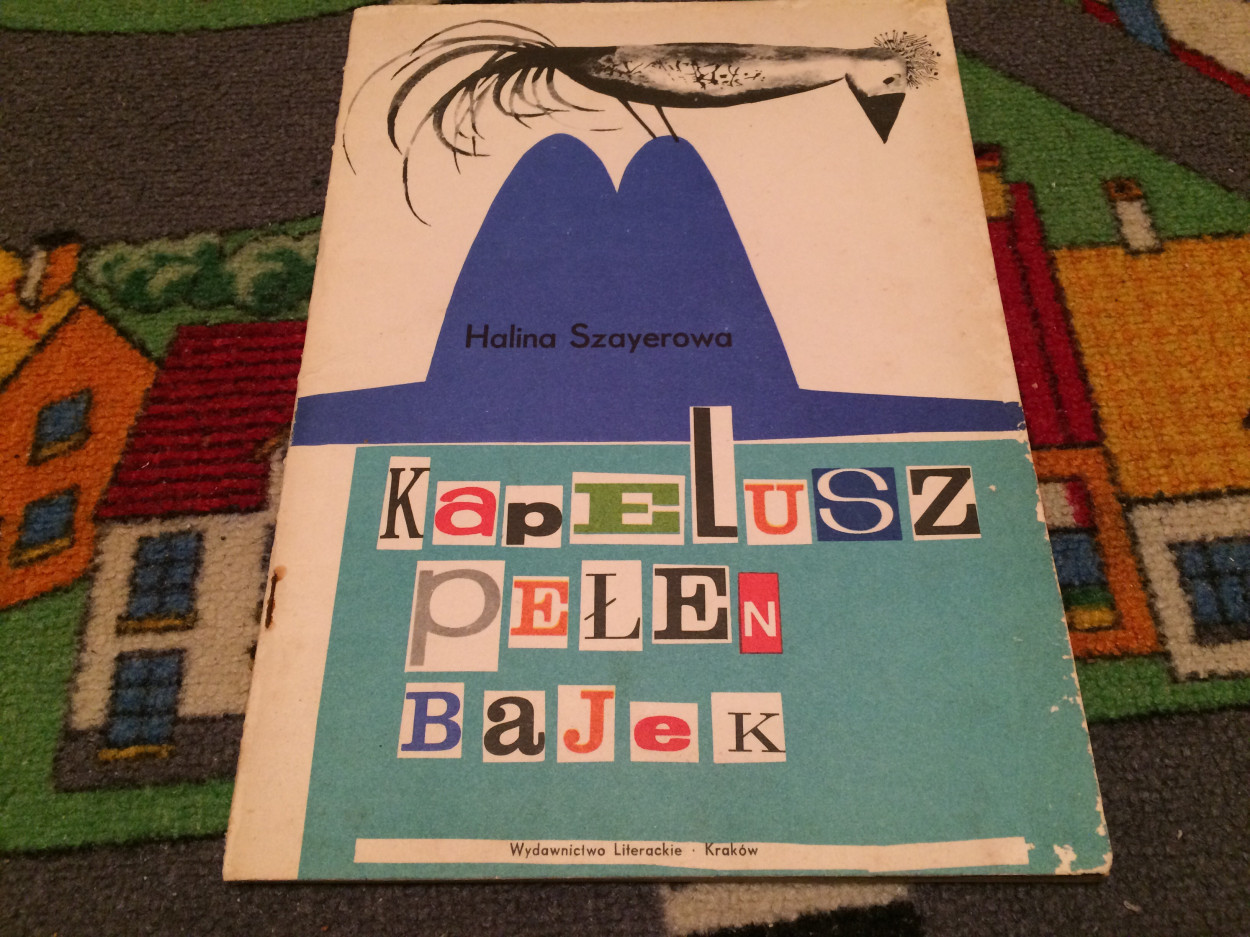 Halina Szayerowa
KapELUSZ
pEŁEN
BaJeK
Wydawnictwo Literackie · Kraków